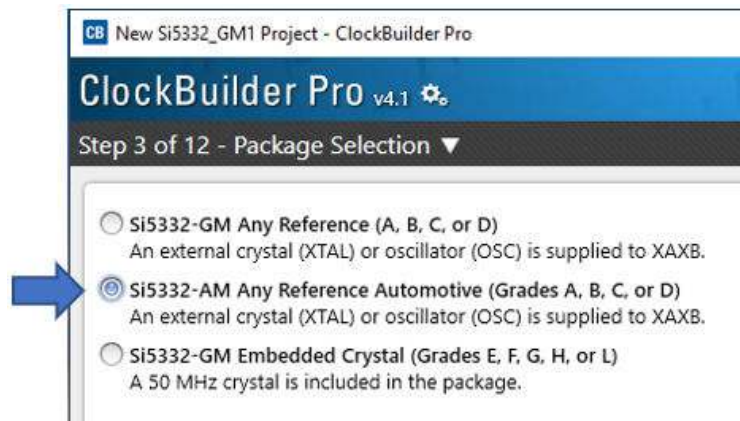 CB New Si5332_GM1 Project - ClockBuilder Pro
ClockBuilder Pro v4.1
Step 3 of 12 - Package Selection ▼
Si5332-GM Any Reference (A, B, C, or D)
An external crystal (XTAL) or oscillator (OSC) is supplied to XAXB.
Si5332-AM Any Reference Automotive (Grades A, B, C, or D)
An external crystal (XTAL) or oscillator (OSC) is supplied to XAXB.
Si5332-GM Embedded Crystal (Grades E, F, G, H, or L)
A 50 MHz crystal is included in the package.